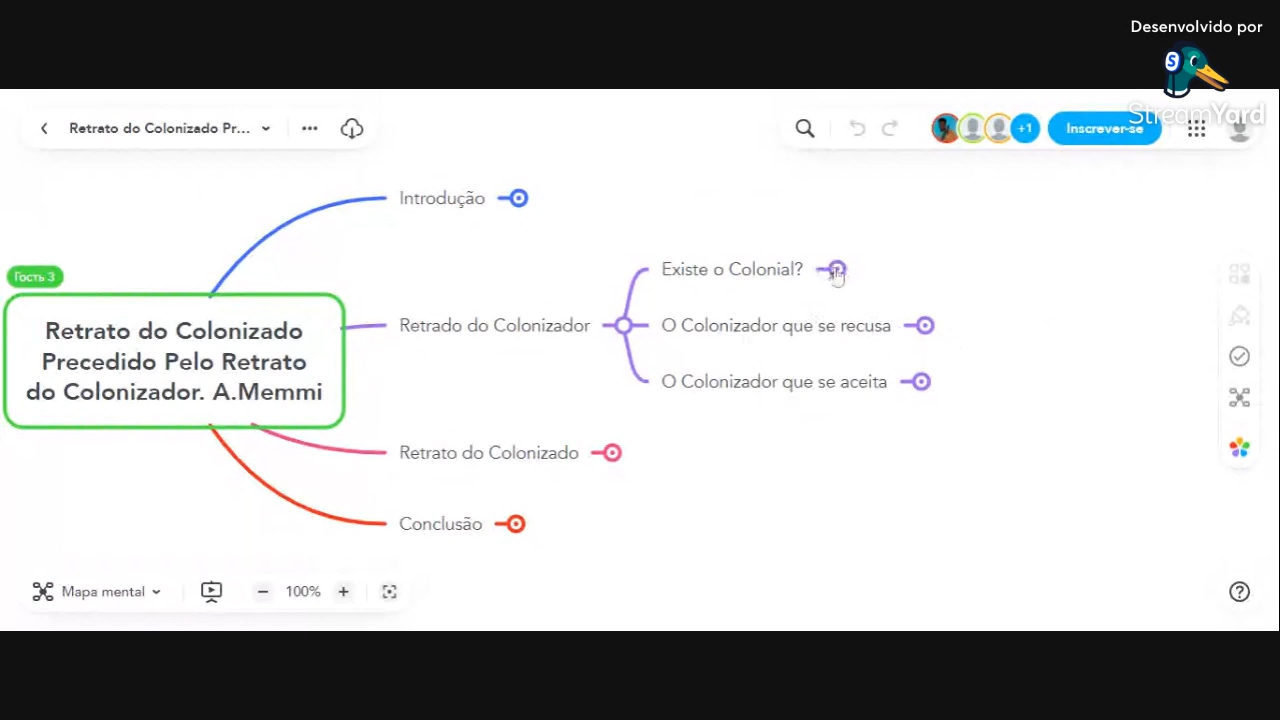 Desenvolvido por
StreamYard
Retrato do Colonizado Pr...
+1
Inscrever-se
Introdução
Existe o Colonial?
Гость 3
Retrato do Colonizado
Precedido Pelo Retrato
do Colonizador. A.Memmi
Retrado do Colonizador
O Colonizador que se recusa
O Colonizador que se aceita
Retrato do Colonizado
Conclusão
Mapa mental
100%